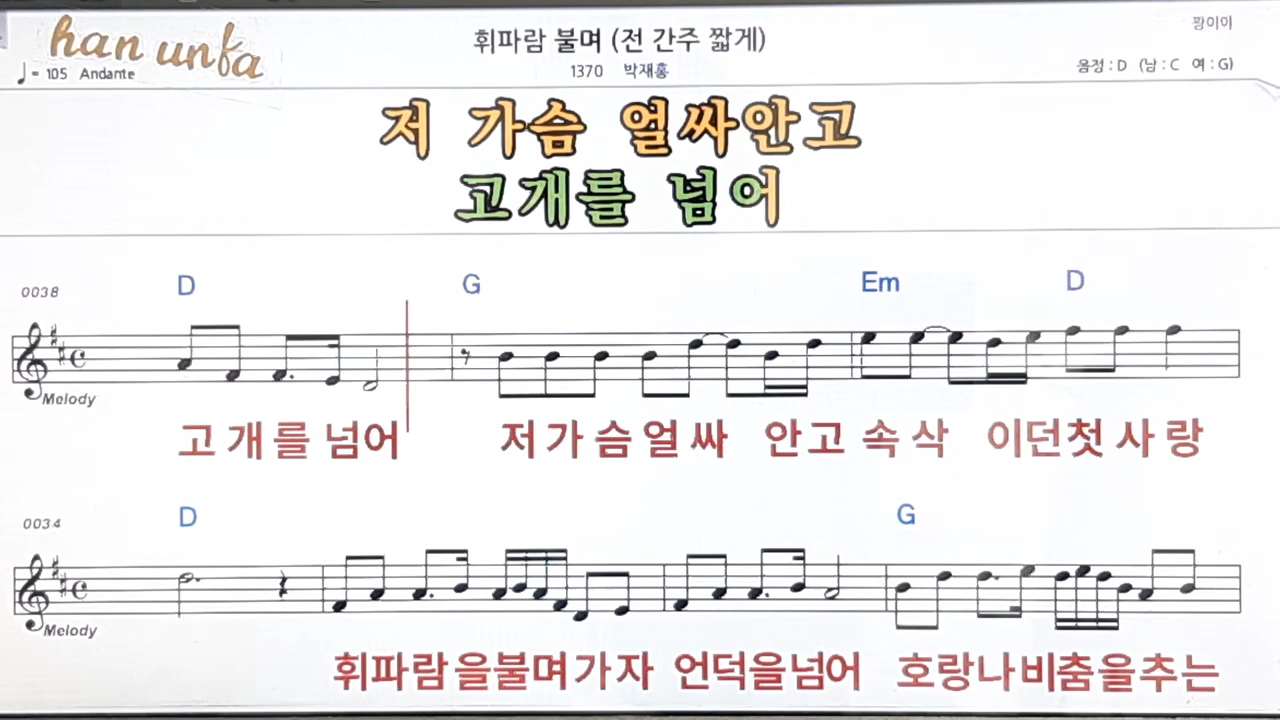 han unfa
휘파람 불며 (전 간주 짧게)
꽝이아
♩= 105 Andante
1370 박재홍
음정 : D (남 : C 여 : G)
저 가슴 얼싸안고
고개를 넘어
0038
D G Em D
Melody
고개를 넘어 저가슴얼싸 안고속삭 이던첫사랑
0034
D G
Melody
휘파람을불며가자 언덕을넘어 호랑나비춤을추는